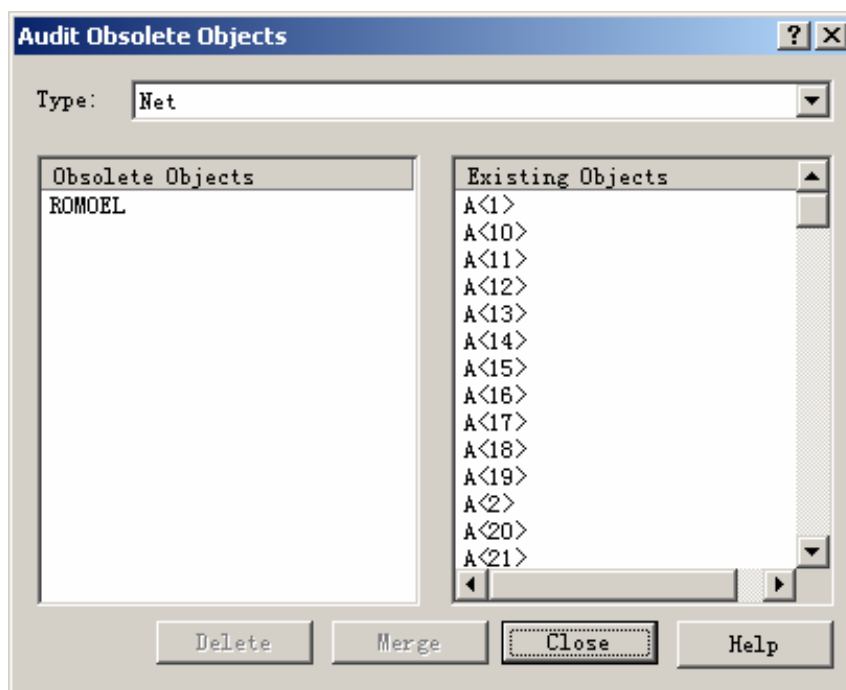 Audit Obsolete Objects
Type: Net
Obsolete Objects
ROMOEL
Existing Objects
A<1>
A<10>
A<11>
A<12>
A<13>
A<14>
A<15>
A<16>
A<17>
A<18>
A<19>
A<2>
A<20>
A<21>
Delete Merge Close Help